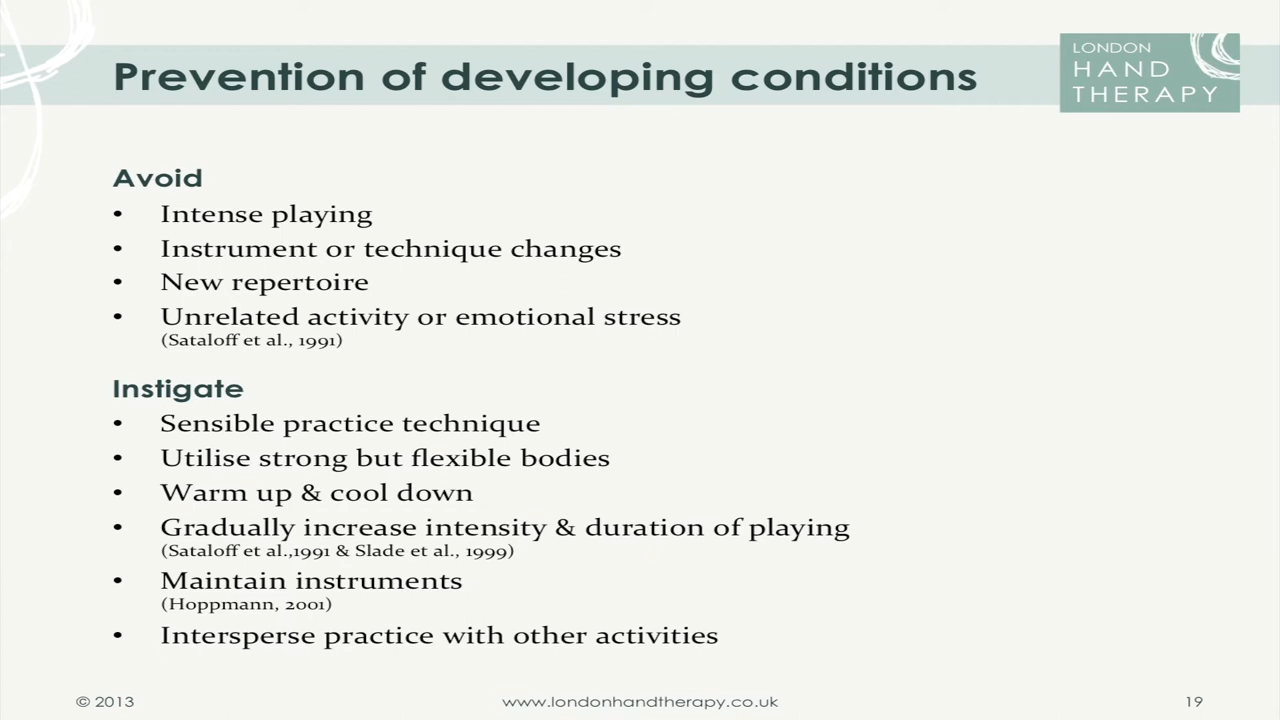 Prevention of developing conditions
LONDON
HAND
THERAPY
Avoid
• Intense playing
• Instrument or technique changes
• New repertoire
• Unrelated activity or emotional stress
(Sataloff et al., 1991)
Instigate
• Sensible practice technique
• Utilise strong but flexible bodies
• Warm up & cool down
• Gradually increase intensity & duration of playing
(Sataloff et al.,1991 & Slade et al., 1999)
• Maintain instruments
(Hoppmann, 2001)
• Intersperse practice with other activities
© 2013
www.londonhandtherapy.co.uk
19